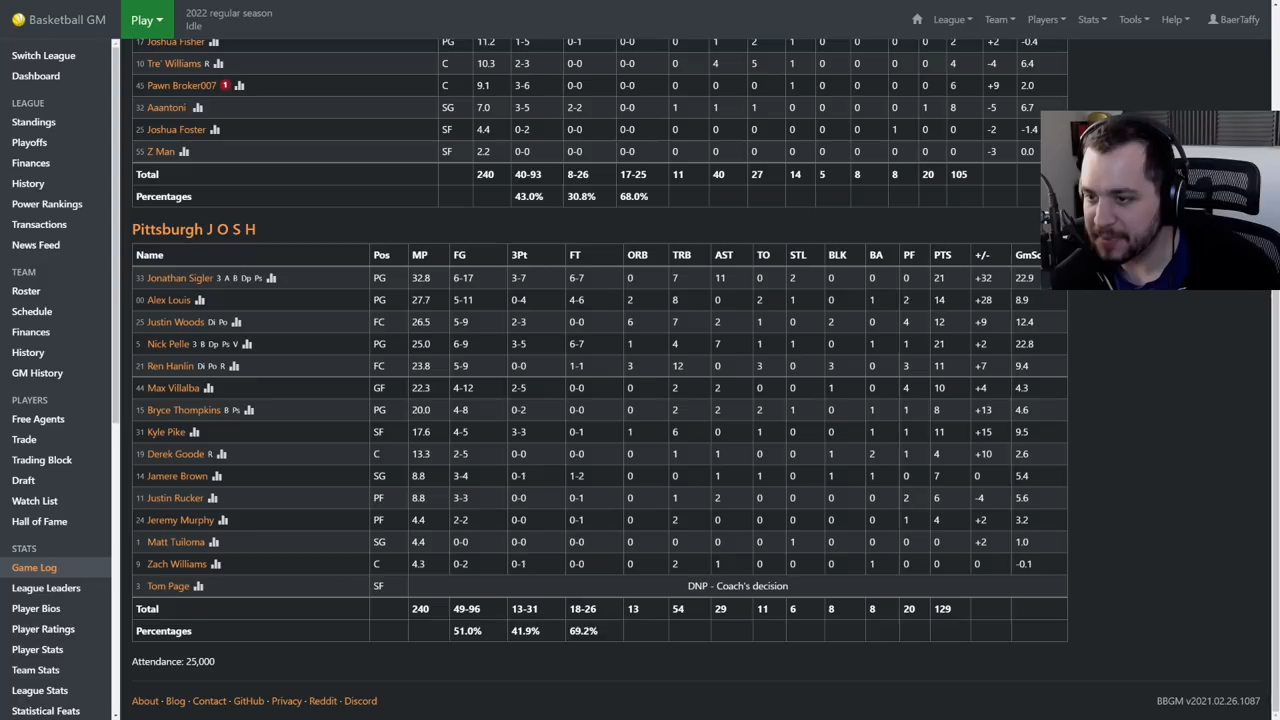 Basketball GM Play 2022 regular season League Team Players Stats Tools Help BaerTaffy
Idle
Switch League
Dashboard
LEAGUE
Standings
Playoffs
Finances
History
Power Rankings
Transactions
News Feed
TEAM
Roster
Schedule
Finances
History
GM History
PLAYERS
Free Agents
Trade
Trading Block
Draft
Watch List
Hall of Fame
STATS
Game Log
League Leaders
Player Bios
Player Ratings
Player Stats
Team Stats
League Stats
Statistical Feats
17 Joshua Fisher PG 11.2 1-5 0-1 0-0 0 1 2 1 0 0 0 0 2 +2 -0.4
10 Tre' Williams R C 10.3 2-3 0-0 0-0 0 4 5 1 0 0 0 0 4 -4 6.4
45 Pawn Broker007 1 C 9.1 3-6 0-0 0-0 0 0 0 1 0 0 0 0 6 +9 2.0
32 Aaantoni SG 7.0 3-5 2-2 0-0 1 1 1 0 0 0 0 1 8 -5 6.7
25 Joshua Foster SF 4.4 0-2 0-0 0-0 0 0 0 0 0 1 0 0 0 -2 -1.4
55 Z Man SF 2.2 0-0 0-0 0-0 0 0 0 0 0 0 0 0 0 -3 0.0
Total 240 40-93 8-26 17-25 11 40 27 14 5 8 8 20 105
Percentages 43.0% 30.8% 68.0%
Pittsburgh J O S H
Name Pos MP FG 3Pt FT ORB TRB AST TO STL BLK BA PF PTS +/- GmSc
33 Jonathan Sigler 3 A B Dp Ps PG 32.8 6-17 3-7 6-7 0 7 11 0 2 0 0 0 21 +32 22.9
00 Alex Louis PG 27.7 5-11 0-4 4-6 2 8 0 2 1 0 1 2 14 +28 8.9
25 Justin Woods Di Po FC 26.5 5-9 2-3 0-0 6 7 2 1 0 2 0 4 12 +9 12.4
5 Nick Pelle 3 B Dp Ps V PG 25.0 6-9 3-5 6-7 1 4 7 1 1 0 1 1 21 +2 22.8
21 Ren Hanlin Di Po R FC 23.8 5-9 0-0 1-1 3 12 0 3 0 3 0 3 11 +7 9.4
44 Max Villalba GF 22.3 4-12 2-5 0-0 0 2 2 0 0 1 0 4 10 +4 4.3
15 Bryce Thompkins B Ps PG 20.0 4-8 0-2 0-0 0 2 2 2 1 0 1 1 8 +13 4.6
31 Kyle Pike SF 17.6 4-5 3-3 0-1 1 6 0 1 0 0 1 1 11 +15 9.5
19 Derek Goode R C 13.3 2-5 0-0 0-0 0 1 1 0 0 1 2 1 4 +10 2.6
14 Jamere Brown SG 8.8 3-4 0-1 1-2 0 0 1 1 0 1 1 0 7 0 5.4
11 Justin Rucker PF 8.8 3-3 0-0 0-1 0 1 2 0 0 0 0 2 6 -4 5.6
24 Jeremy Murphy PF 4.4 2-2 0-0 0-1 0 2 0 0 0 0 0 1 4 +2 3.2
1 Matt Tuiloma SG 4.4 0-0 0-0 0-0 0 0 0 0 1 0 0 0 0 +2 1.0
9 Zach Williams C 4.3 0-2 0-1 0-0 0 2 1 0 0 0 1 0 0 0 -0.1
3 Tom Page SF DNP - Coach's decision
Total 240 49-96 13-31 18-26 13 54 29 11 6 8 8 20 129
Percentages 51.0% 41.9% 69.2%
Attendance: 25,000
About · Blog · Contact · GitHub · Privacy · Reddit · Discord BBGM v2021.02.26.1087